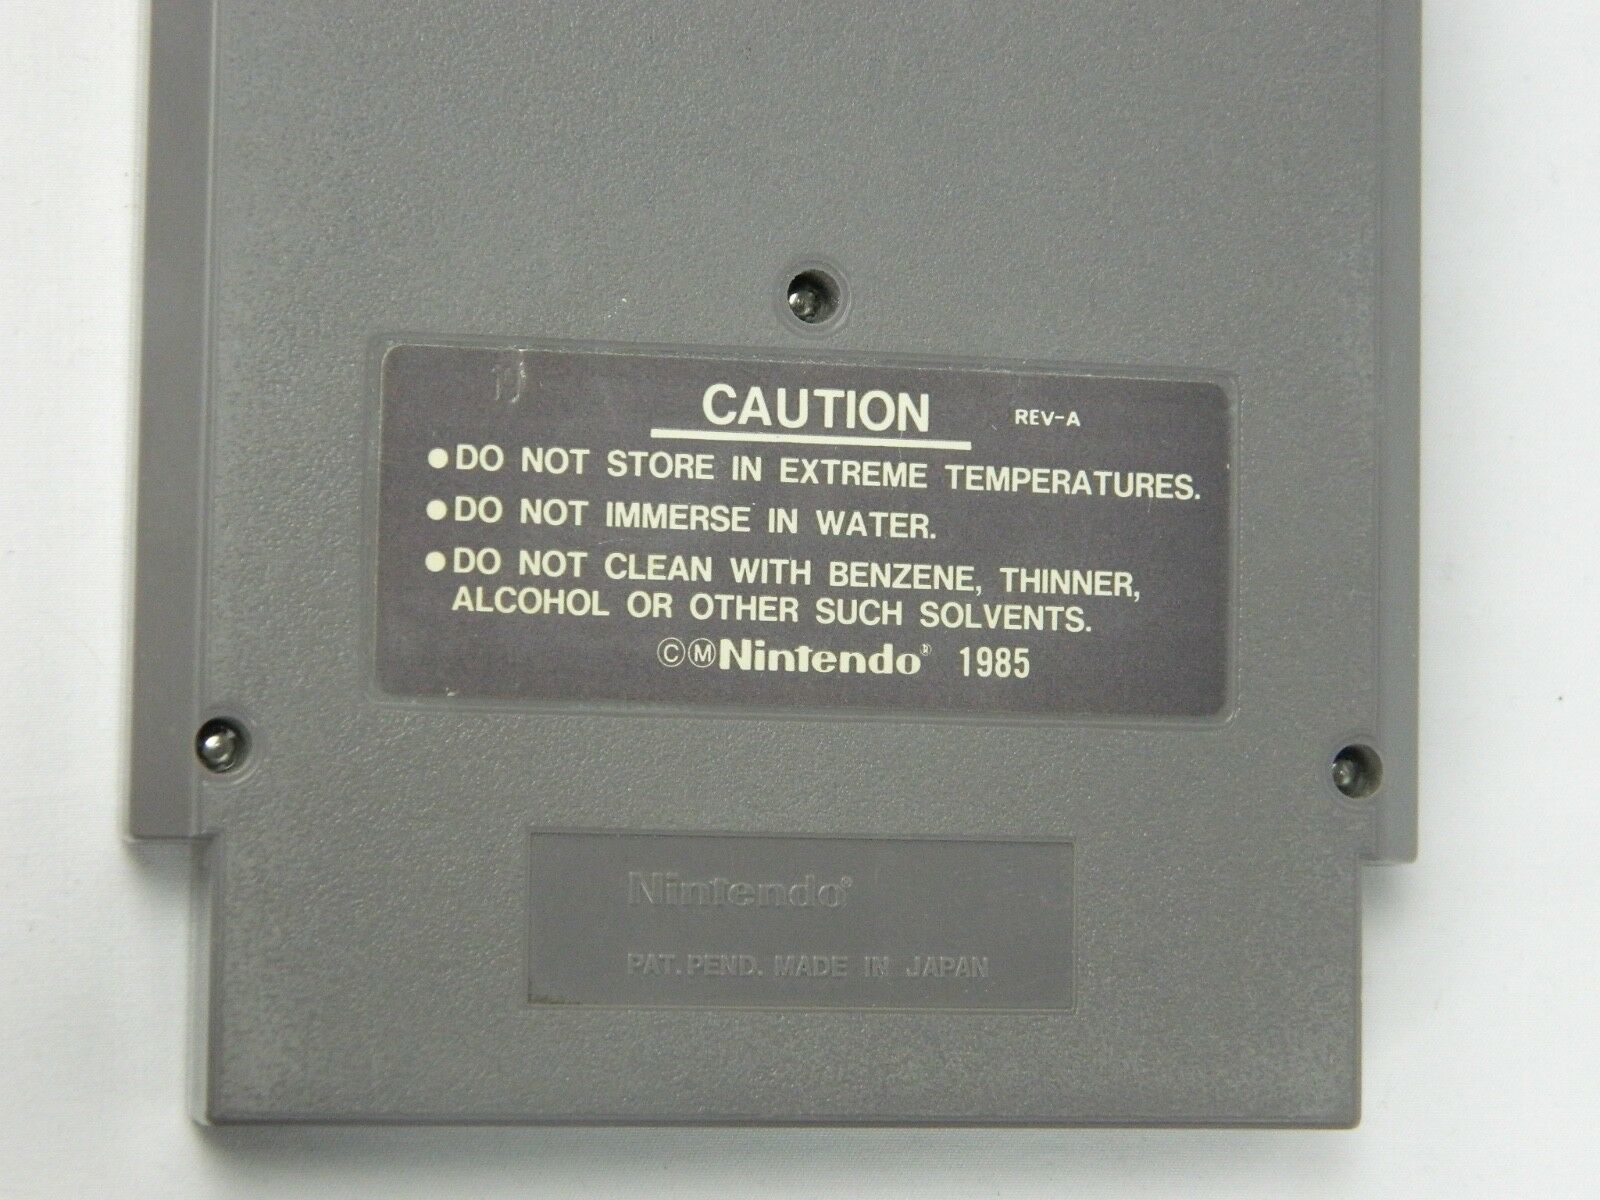 CAUTION REV-A
●DO NOT STORE IN EXTREME TEMPERATURES.
●DO NOT IMMERSE IN WATER.
●DO NOT CLEAN WITH BENZENE, THINNER,
ALCOHOL OR OTHER SUCH SOLVENTS.
ⒸⓂNintendo® 1985
Nintendo®
PAT. PEND. MADE IN JAPAN